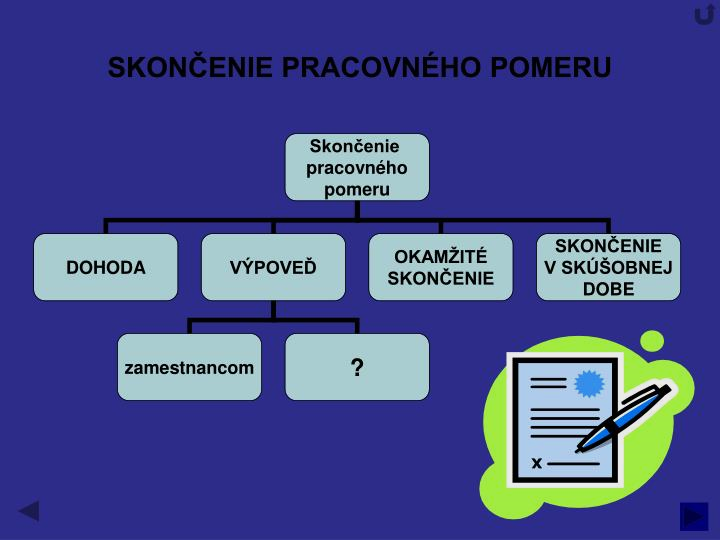 SKONČENIE PRACOVNÉHO POMERU
Skončenie
pracovného
pomeru
DOHODA
VÝPOVEĎ
OKAMŽITÉ
SKONČENIE
SKONČENIE
V SKÚŠOBNEJ
DOBE
zamestnancom
?
x